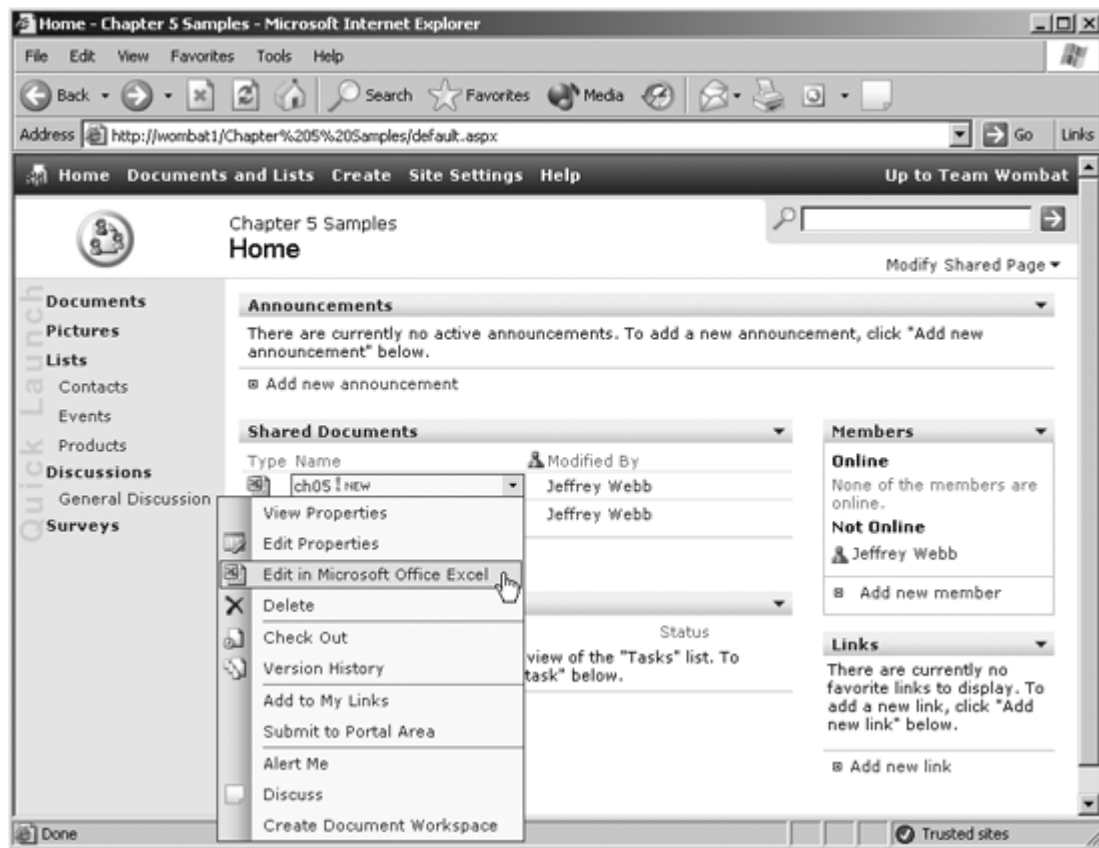 Home - Chapter 5 Samples - Microsoft Internet Explorer
File Edit View Favorites Tools Help
Back Search Favorites Media
Address http://wombat1/Chapter%205%20Samples/default.aspx Go Links
Home Documents and Lists Create Site Settings Help Up to Team Wombat
Chapter 5 Samples
Home
Modify Shared Page
Quick Launch
Documents
Pictures
Lists
Contacts
Events
Products
Discussions
General Discussion
Surveys
Announcements
There are currently no active announcements. To add a new announcement, click "Add new
announcement" below.
Add new announcement
Shared Documents
Type Name Modified By
ch05 ! NEW Jeffrey Webb
Jeffrey Webb
View Properties
Edit Properties
Edit in Microsoft Office Excel
Delete
Check Out
Version History
Add to My Links
Submit to Portal Area
Alert Me
Discuss
Create Document Workspace
Status
view of the "Tasks" list. To
task" below.
Members
Online
None of the members are
online.
Not Online
Jeffrey Webb
Add new member
Links
There are currently no
favorite links to display. To
add a new link, click "Add
new link" below.
Add new link
Done Trusted sites